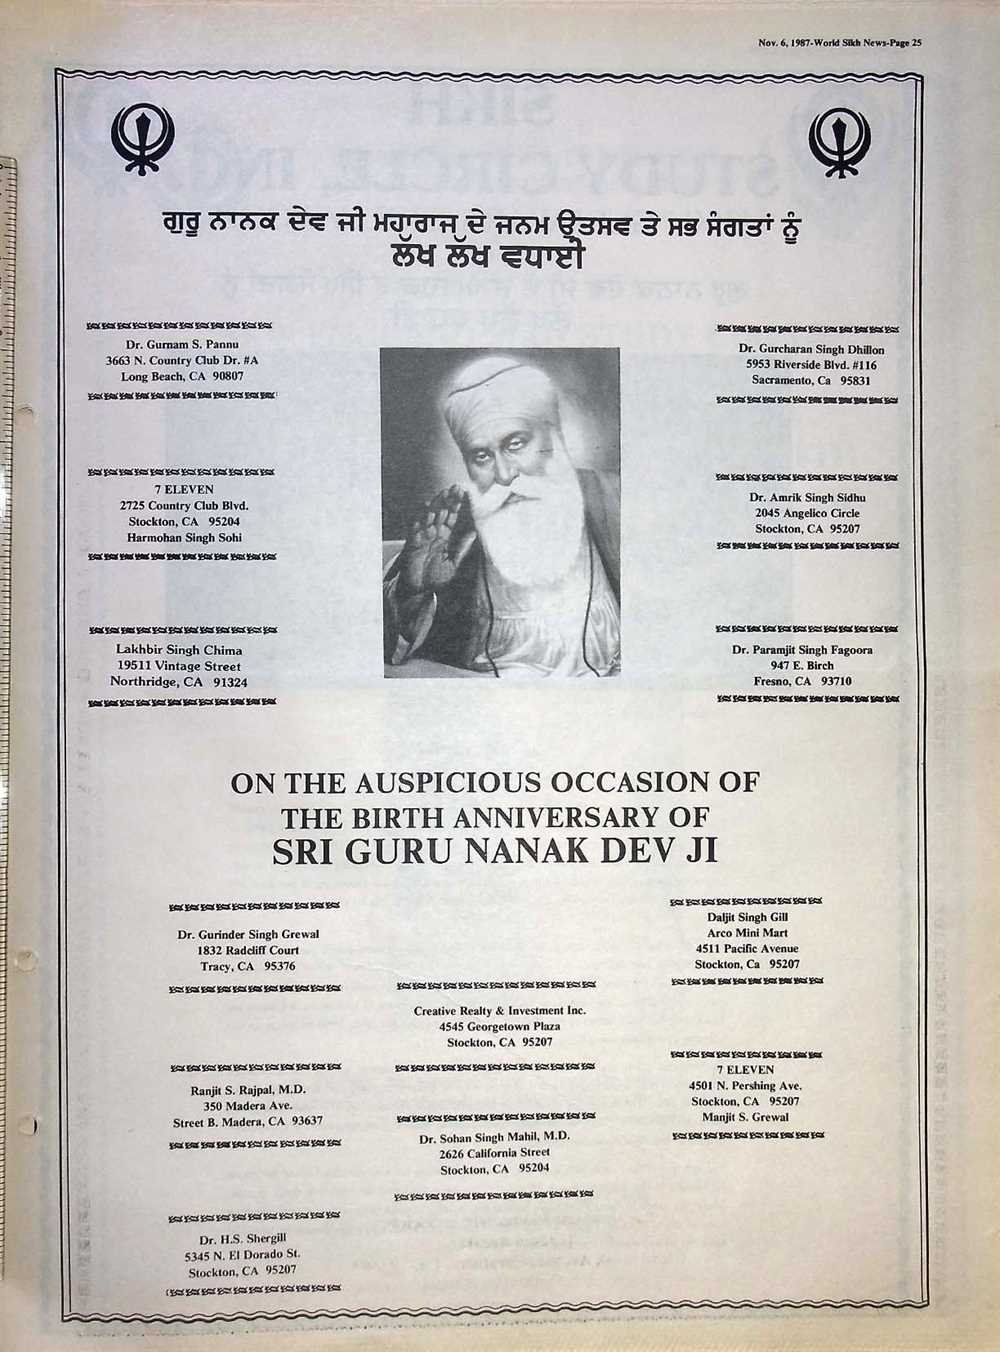 Nov. 6, 1987-World Sikh News-Page 25
ਗੁਰੂ ਨਾਨਕ ਦੇਵ ਜੀ ਮਹਾਰਾਜ ਦੇ ਜਨਮ ਉਤਸਵ ਤੇ ਸਭ ਸੰਗਤਾਂ ਨੂੰ
ਲੱਖ ਲੱਖ ਵਧਾਈ
Dr. Gurnam S. Pannu
3663 N. Country Club Dr. #A
Long Beach, CA 90807
Dr. Gurcharan Singh Dhillon
5953 Riverside Blvd. #116
Sacramento, Ca 95831
7 ELEVEN
2725 Country Club Blvd.
Stockton, CA 95204
Harmohan Singh Sohi
Dr. Amrik Singh Sidhu
2045 Angelico Circle
Stockton, CA 95207
Lakhbir Singh Chima
19511 Vintage Street
Northridge, CA 91324
Dr. Paramjit Singh Fagoora
947 E. Birch
Fresno, CA 93710
ON THE AUSPICIOUS OCCASION OF
THE BIRTH ANNIVERSARY OF
SRI GURU NANAK DEV JI
Dr. Gurinder Singh Grewal
1832 Radcliff Court
Tracy, CA 95376
Daljit Singh Gill
Arco Mini Mart
4511 Pacific Avenue
Stockton, Ca 95207
Creative Realty & Investment Inc.
4545 Georgetown Plaza
Stockton, CA 95207
Ranjit S. Rajpal, M.D.
350 Madera Ave.
Street B. Madera, CA 93637
7 ELEVEN
4501 N. Pershing Ave.
Stockton, CA 95207
Manjit S. Grewal
Dr. Sohan Singh Mahil, M.D.
2626 California Street
Stockton, CA 95204
Dr. H.S. Shergill
5345 N. El Dorado St.
Stockton, CA 95207